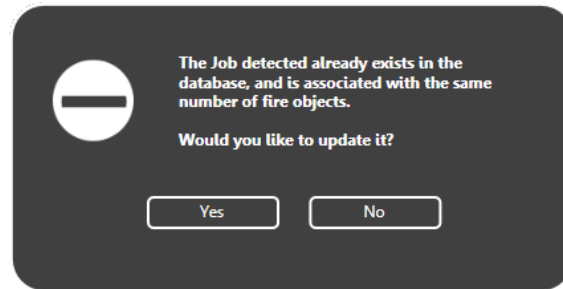 The Job detected already exists in the
database, and is associated with the same
number of fire objects.
Would you like to update it?
Yes
No